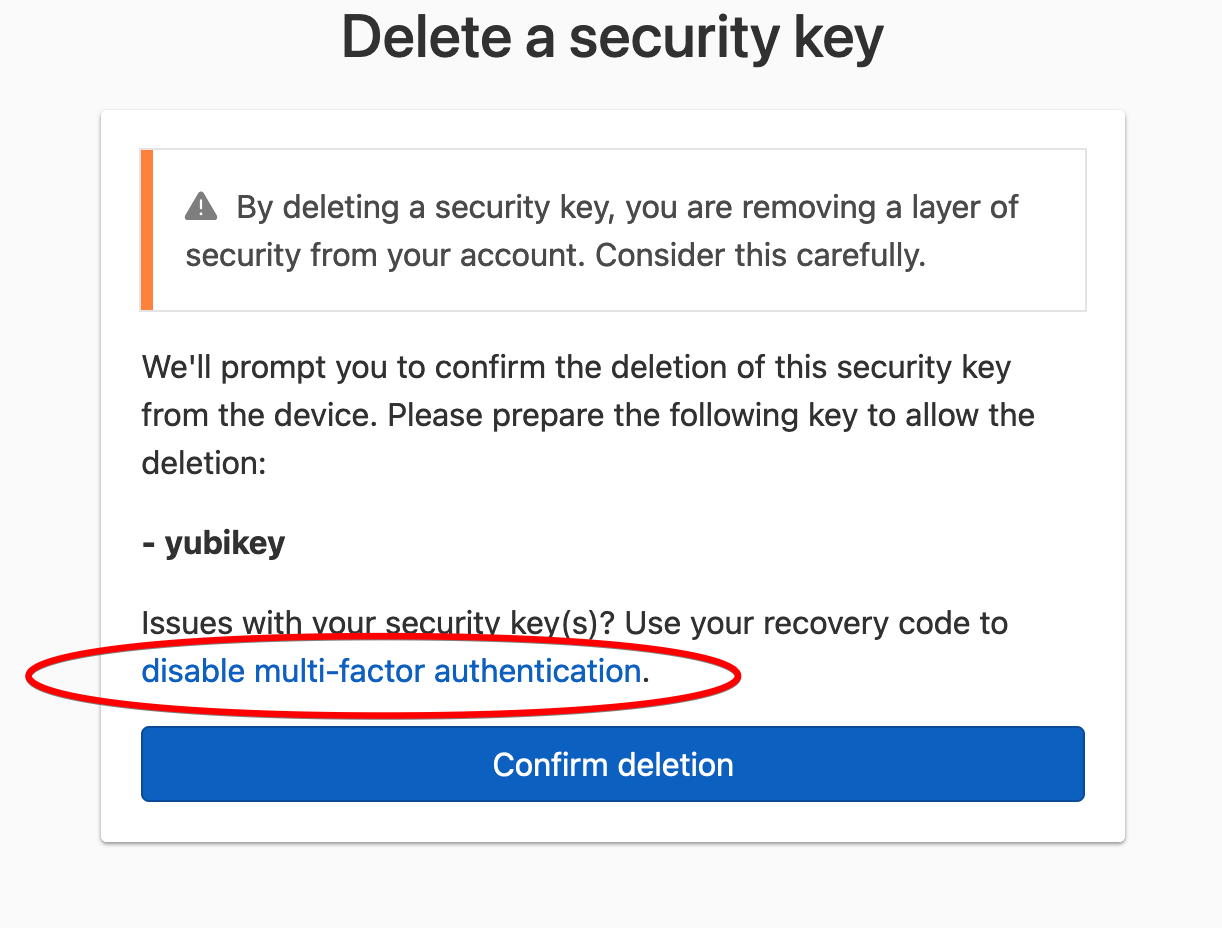 Delete a security key
By deleting a security key, you are removing a layer of
security from your account. Consider this carefully.
We'll prompt you to confirm the deletion of this security key
from the device. Please prepare the following key to allow the
deletion:
- yubikey
Issues with your security key(s)? Use your recovery code to
disable multi-factor authentication.
Confirm deletion